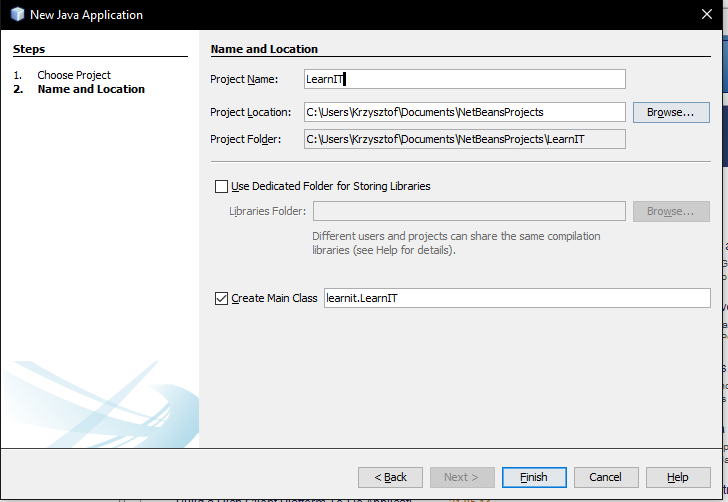 New Java Application
Steps
1. Choose Project
2. Name and Location
Name and Location
Project Name: LearnIT
Project Location: C:\Users\Krzysztof\Documents\NetBeansProjects Browse...
Project Folder: C:\Users\Krzysztof\Documents\NetBeansProjects\LearnIT
Use Dedicated Folder for Storing Libraries
Libraries Folder: Browse...
Different users and projects can share the same compilation
libraries (see Help for details).
Create Main Class learnit.LearnIT
< Back Next > Finish Cancel Help